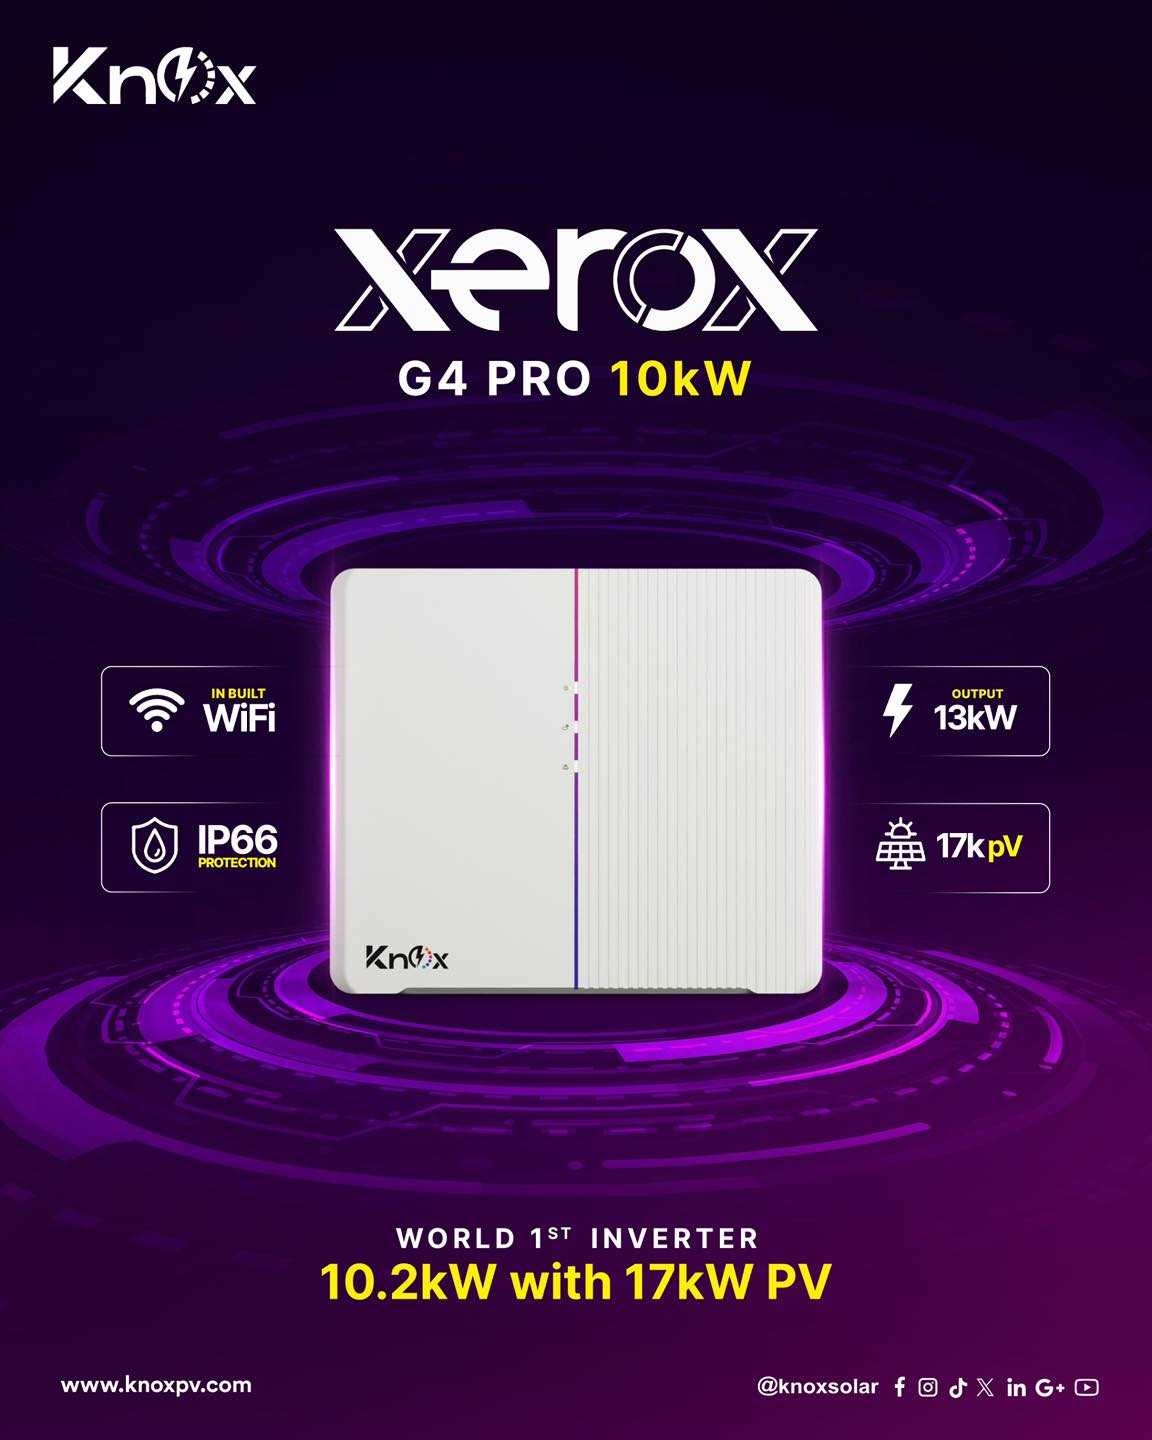 Knox
xerox
G4 PRO 10kW
IN BUILT
WiFi
OUTPUT
13kW
IP66
PROTECTION
17kpV
Knox
WORLD 1ST INVERTER
10.2kW with 17kW PV
www.knoxpv.com
@knoxsolar